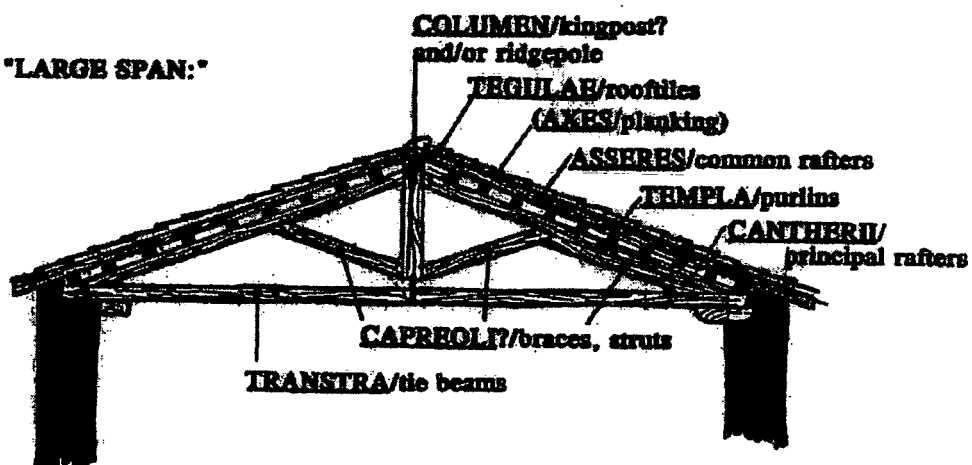 "LARGE SPAN:"
COLUMEN/kingpost?
and/or ridgepole
TEGULAE/rooftiles
(AXES/planking)
ASSERES/common rafters
TEMPLA/purlins
CANTHERII/
principal rafters
CAPREOLI?/braces, struts
TRANSTRA/tie beams